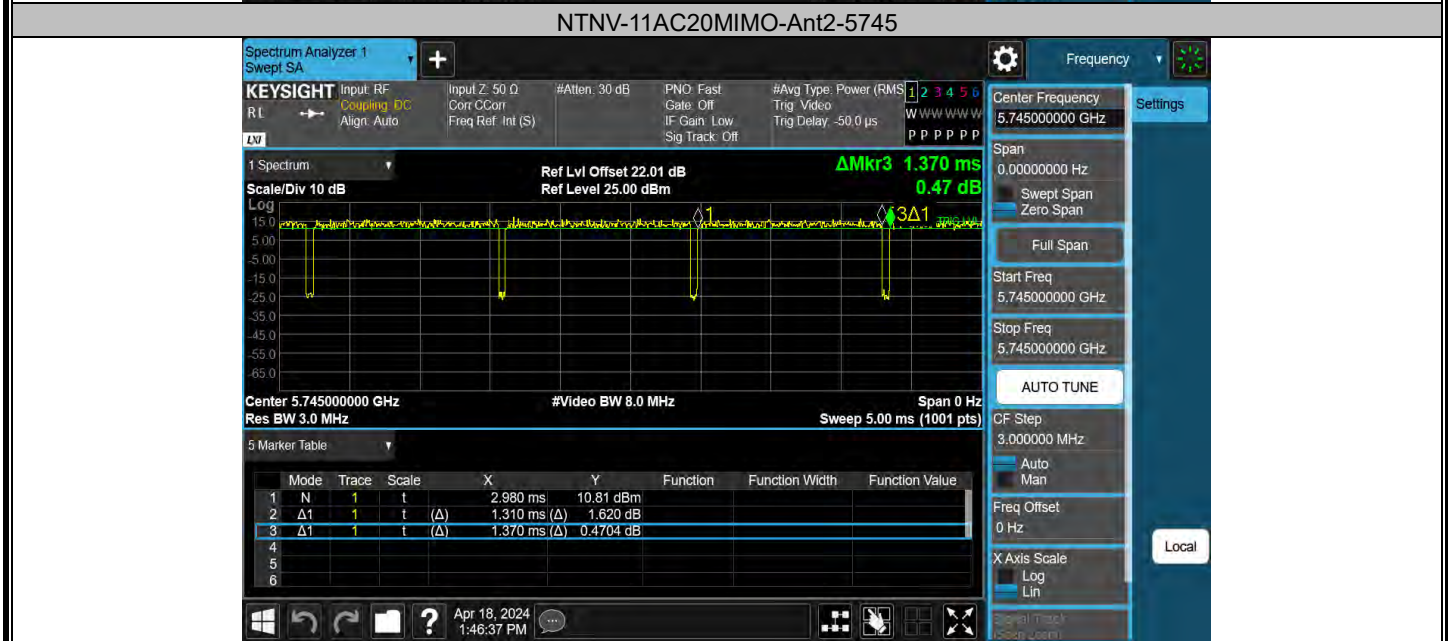 NTNV-11AC20MIMO-Ant2-5745
Spectrum Analyzer 1
Swept SA
+
Frequency
KEYSIGHT
RL
LXI
Input: RF
Coupling: DC
Align: Auto
Input Z: 50 Ω
Corr CCorr
Freq Ref: Int (S)
#Atten: 30 dB
PNO: Fast
Gate: Off
IF Gain: Low
Sig Track: Off
#Avg Type: Power (RMS
Trig: Video
Trig Delay: -50.0 µs
1 2 3 4 5 6
W W W W W W
P P P P P P
Center Frequency
5.745000000 GHz
Settings
1 Spectrum
Scale/Div 10 dB
Ref Lvl Offset 22.01 dB
Ref Level 25.00 dBm
ΔMkr3 1.370 ms
0.47 dB
Span
0.00000000 Hz
Swept Span
Zero Span
Full Span
Start Freq
5.745000000 GHz
Stop Freq
5.745000000 GHz
AUTO TUNE
Log
15.0
5.00
-5.00
-15.0
-25.0
-35.0
-45.0
-55.0
-65.0
1
3Δ1
TRIG LVL
Center 5.745000000 GHz
Res BW 3.0 MHz
#Video BW 8.0 MHz
Span 0 Hz
Sweep 5.00 ms (1001 pts)
CF Step
3.000000 MHz
Auto
Man
Freq Offset
0 Hz
X Axis Scale
Log
Lin
Signal Track
(Span Zoom)
Local
5 Marker Table
Mode Trace Scale X Y Function Function Width Function Value
1 N 1 t 2.980 ms 10.81 dBm
2 Δ1 1 t (Δ) 1.310 ms (Δ) 1.620 dB
3 Δ1 1 t (Δ) 1.370 ms (Δ) 0.4704 dB
4
5
6
?
Apr 18, 2024
1:46:37 PM